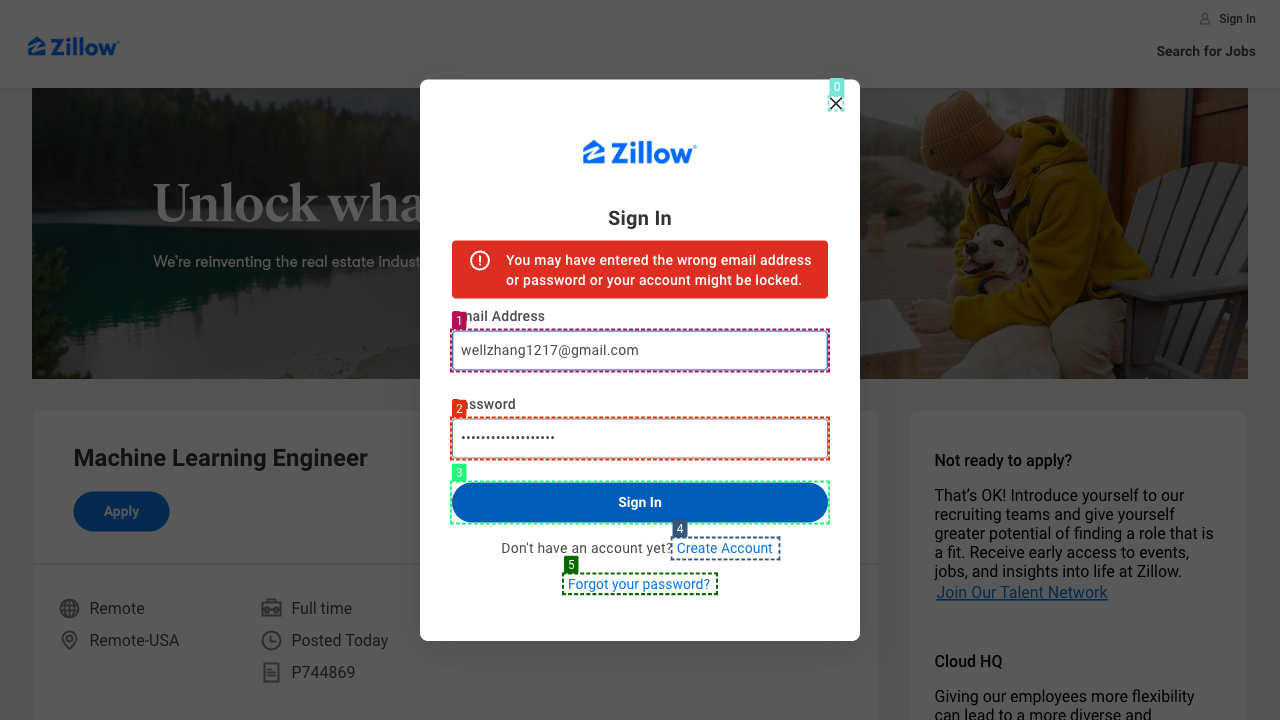 Sign In
Zillow
Search for Jobs
0
Zillow
Unlock wha
We're reinventing the real estate indust
Sign In
You may have entered the wrong email address
or password or your account might be locked.
1
mail Address
wellzhang1217@gmail.com
2
assword
•••••••••••••••••••
3
Sign In
4
Don't have an account yet? Create Account
5
Forgot your password?
Machine Learning Engineer
Apply
Remote
Full time
Remote-USA
Posted Today
P744869
Not ready to apply?
That's OK! Introduce yourself to our
recruiting teams and give yourself
greater potential of finding a role that is
a fit. Receive early access to events,
jobs, and insights into life at Zillow.
Join Our Talent Network
Cloud HQ
Giving our employees more flexibility
can lead to a more diverse and